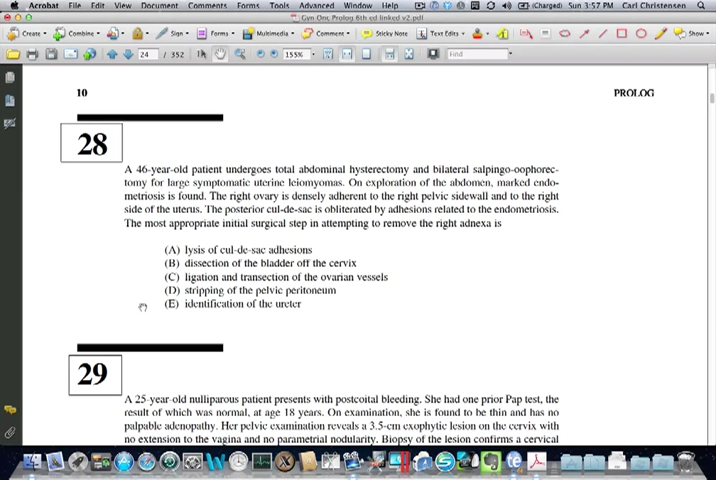 Acrobat File Edit View Document Comments Forms Tools Advanced Window Help (Charged) Sun 3:57 PM Carl Christensen
Gyn Onc Prolog 6th ed linked v2.pdf
Create Combine Sign Forms Multimedia Comment Sticky Note Text Edits Show
24 / 352 155% Find
10 PROLOG
28
A 46-year-old patient undergoes total abdominal hysterectomy and bilateral salpingo-oophorec-
tomy for large symptomatic uterine leiomyomas. On exploration of the abdomen, marked endo-
metriosis is found. The right ovary is densely adherent to the right pelvic sidewall and to the right
side of the uterus. The posterior cul-de-sac is obliterated by adhesions related to the endometriosis.
The most appropriate initial surgical step in attempting to remove the right adnexa is
(A) lysis of cul-de-sac adhesions
(B) dissection of the bladder off the cervix
(C) ligation and transection of the ovarian vessels
(D) stripping of the pelvic peritoneum
(E) identification of the ureter
29
A 25-year-old nulliparous patient presents with postcoital bleeding. She had one prior Pap test, the
result of which was normal, at age 18 years. On examination, she is found to be thin and has no
palpable adenopathy. Her pelvic examination reveals a 3.5-cm exophytic lesion on the cervix with
no extension to the vagina and no parametrial nodularity. Biopsy of the lesion confirms a cervical